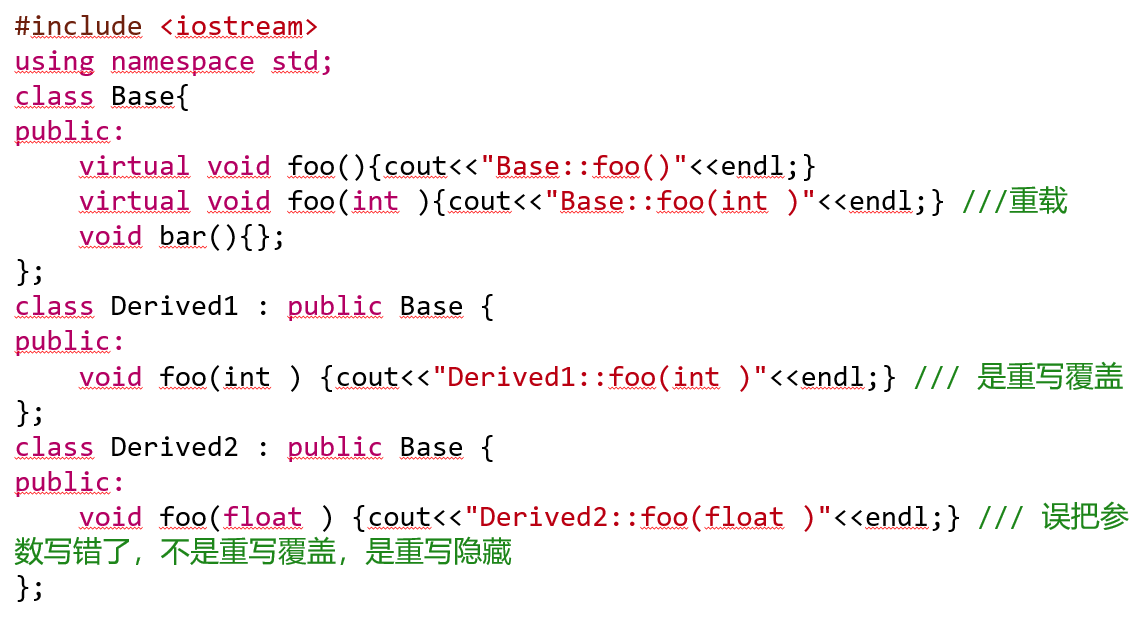 #include <iostream>
using namespace std;
class Base{
public:
    virtual void foo(){cout<<"Base::foo()"<<endl;}
    virtual void foo(int ){cout<<"Base::foo(int )"<<endl;} ///重载
    void bar(){};
};
class Derived1 : public Base {
public:
    void foo(int ) {cout<<"Derived1::foo(int )"<<endl;} /// 是重写覆盖
};
class Derived2 : public Base {
public:
    void foo(float ) {cout<<"Derived2::foo(float )"<<endl;} /// 误把参
数写错了，不是重写覆盖，是重写隐藏
};